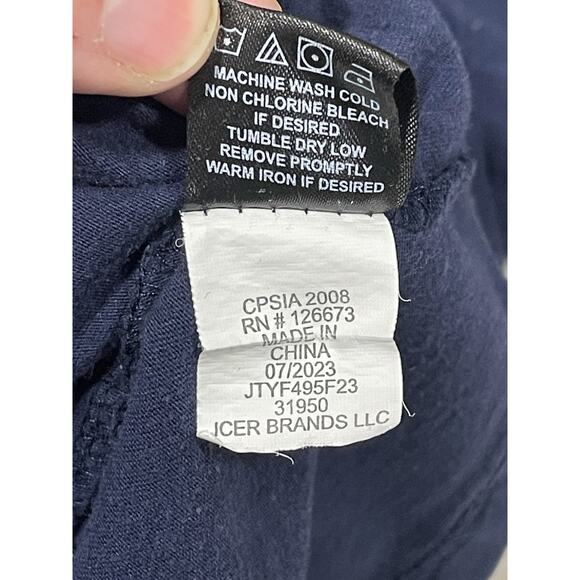 MACHINE WASH COLD
NON CHLORINE BLEACH
IF DESIRED
TUMBLE DRY LOW
REMOVE PROMPTLY
WARM IRON IF DESIRED
CPSIA 2008
RN # 126673
MADE IN
CHINA
07/2023
JTYF495F23
31950
ICER BRANDS LLC